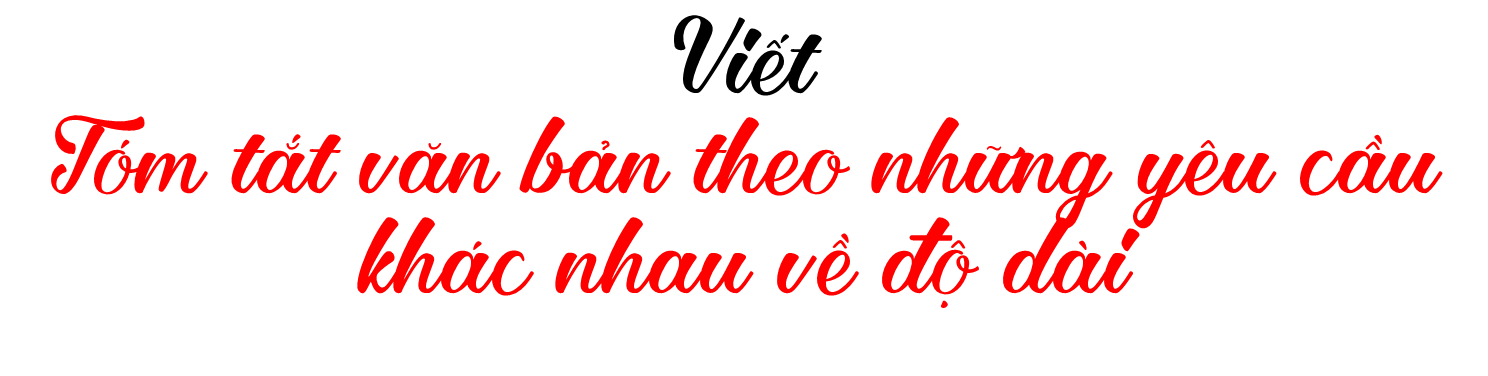 Viết
Tóm tắt văn bản theo những yêu cầu
khác nhau về độ dài